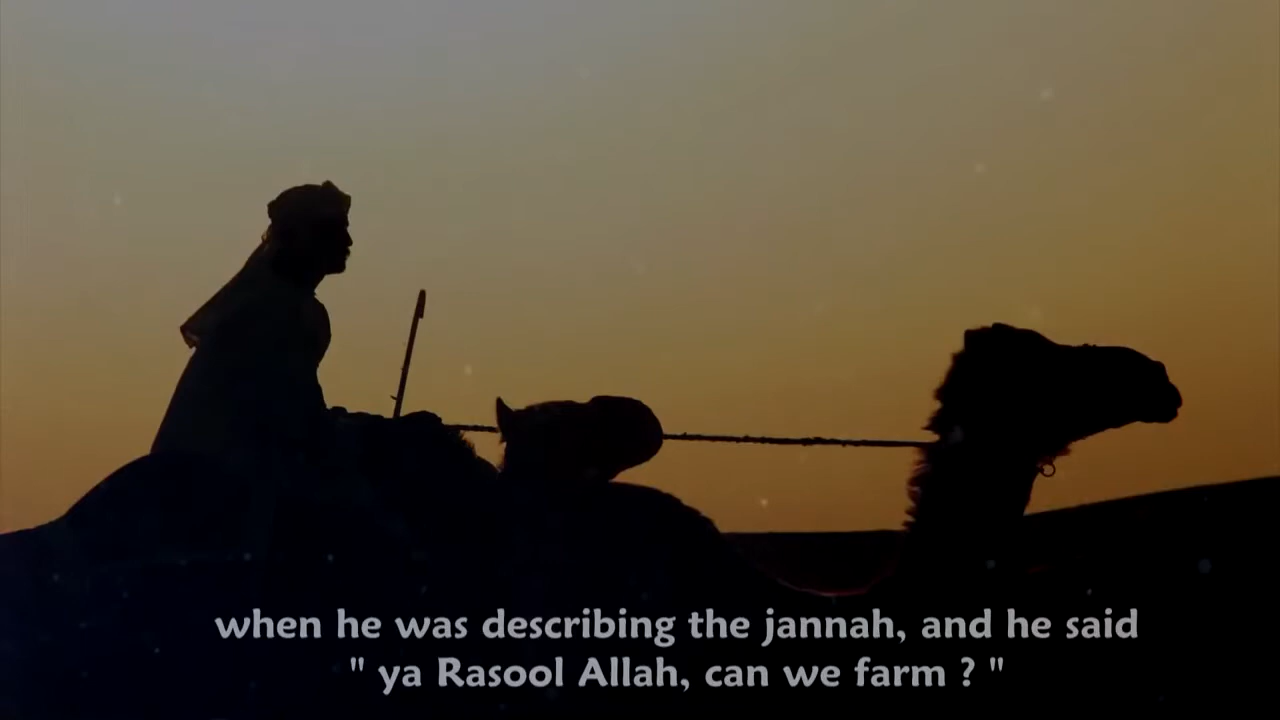 when he was describing the jannah, and he said
" ya Rasool Allah, can we farm ? "